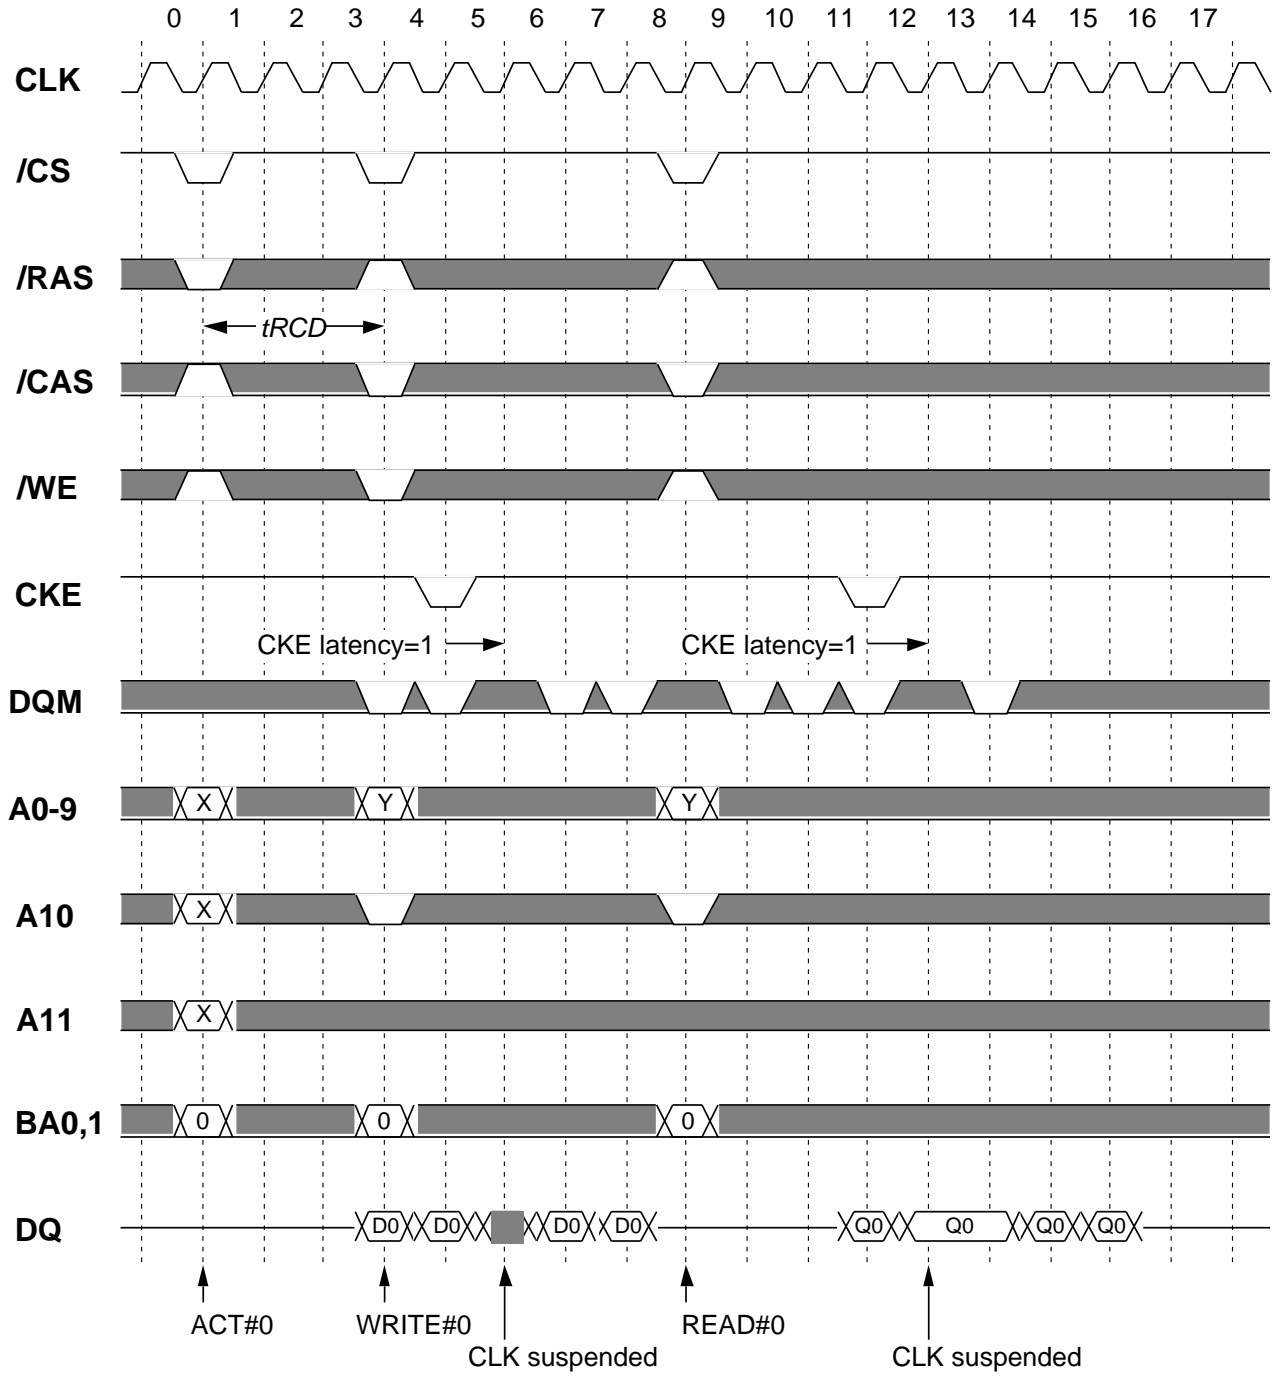 0 1 2 3 4 5 6 7 8 9 10 11 12 13 14 15 16 17
CLK
/CS
/RAS
tRCD
/CAS
/WE
CKE
CKE latency=1 CKE latency=1
DQM
A0-9 X Y Y
A10 X
A11 X
BA0,1 0 0 0
DQ D0 D0 D0 D0 Q0 Q0 Q0 Q0
ACT#0 WRITE#0 READ#0
CLK suspended CLK suspended